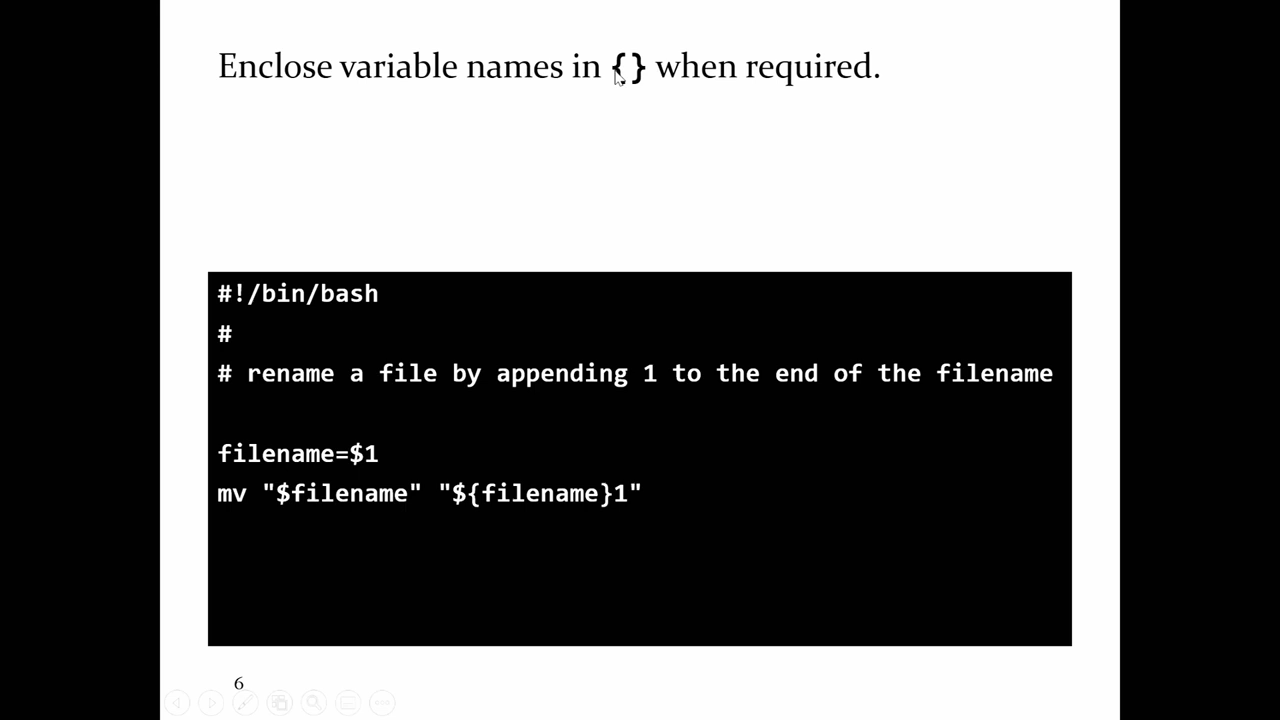 Enclose variable names in {} when required.
#!/bin/bash
#
# rename a file by appending 1 to the end of the filename
filename=$1
mv "$filename" "${filename}1"
6